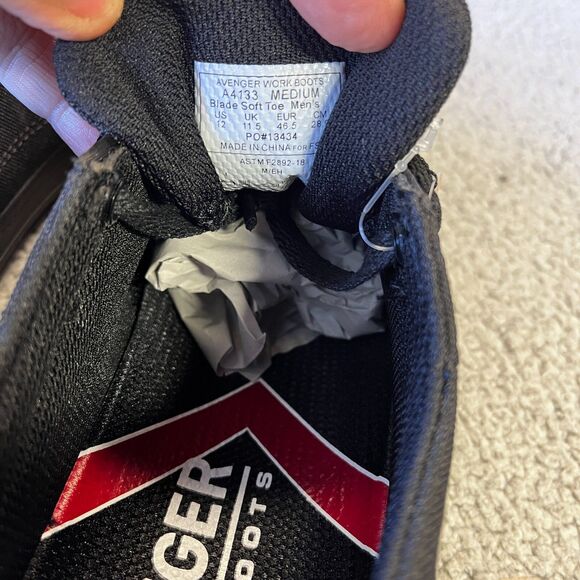 AVENGER WORK BOOTS
A4133 MEDIUM
Blade Soft Toe Men's
US UK EUR CM
12 11.5 46.5 28
PO#13434
MADE IN CHINA FOR FS
ASTM F2892-18
M/EH
GER
OOTS